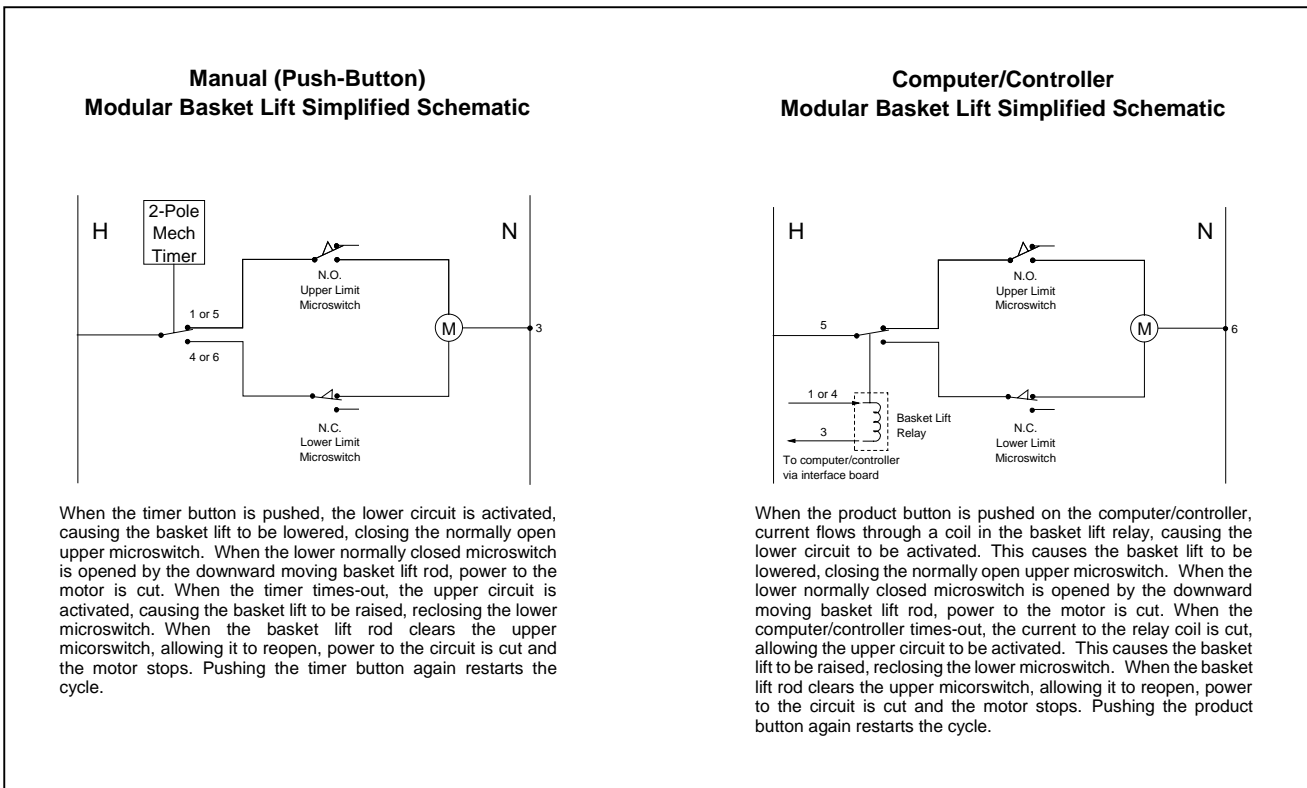 Manual (Push-Button)
Modular Basket Lift Simplified Schematic
H
2-Pole
Mech
Timer
N
N.O.
Upper Limit
Microswitch
1 or 5
M
3
4 or 6
N.C.
Lower Limit
Microswitch
When the timer button is pushed, the lower circuit is activated,
causing the basket lift to be lowered, closing the normally open
upper microswitch. When the lower normally closed microswitch
is opened by the downward moving basket lift rod, power to the
motor is cut. When the timer times-out, the upper circuit is
activated, causing the basket lift to be raised, reclosing the lower
microswitch. When the basket lift rod clears the upper
micorswitch, allowing it to reopen, power to the circuit is cut and
the motor stops. Pushing the timer button again restarts the
cycle.
Computer/Controller
Modular Basket Lift Simplified Schematic
H
N
N.O.
Upper Limit
Microswitch
5
M
6
1 or 4
3
Basket Lift
Relay
To computer/controller
via interface board
N.C.
Lower Limit
Microswitch
When the product button is pushed on the computer/controller,
current flows through a coil in the basket lift relay, causing the
lower circuit to be activated. This causes the basket lift to be
lowered, closing the normally open upper microswitch. When the
lower normally closed microswitch is opened by the downward
moving basket lift rod, power to the motor is cut. When the
computer/controller times-out, the current to the relay coil is cut,
allowing the upper circuit to be activated. This causes the basket
lift to be raised, reclosing the lower microswitch. When the basket
lift rod clears the upper micorswitch, allowing it to reopen, power
to the circuit is cut and the motor stops. Pushing the product
button again restarts the cycle.